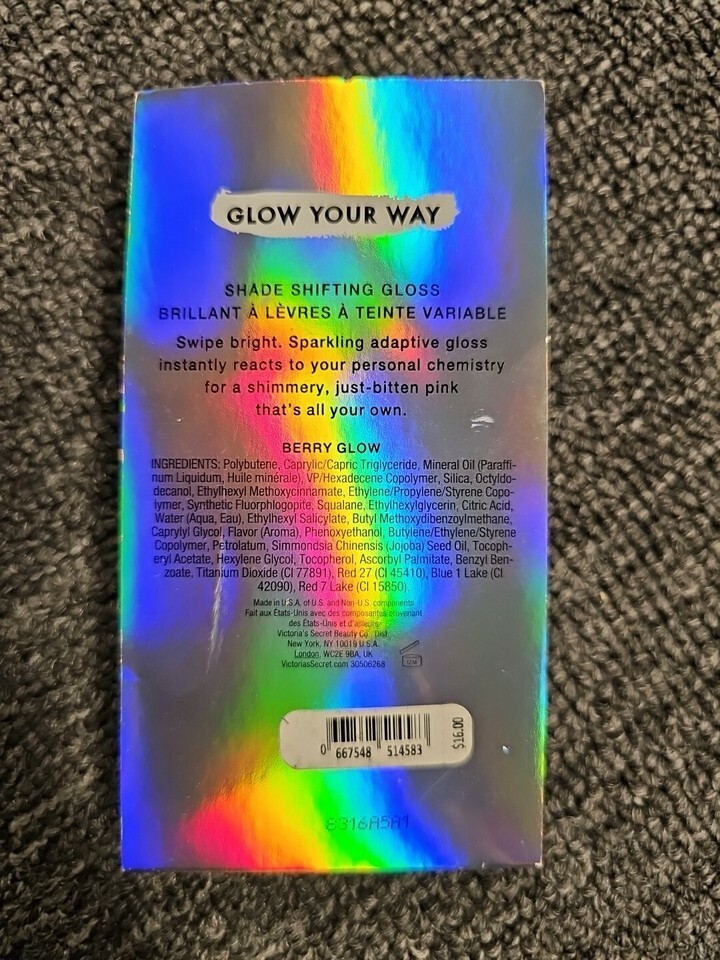 GLOW YOUR WAY
SHADE SHIFTING GLOSS
BRILLANT À LÈVRES À TEINTE VARIABLE
Swipe bright. Sparkling adaptive gloss
instantly reacts to your personal chemistry
for a shimmery, just-bitten pink
that's all your own.
BERRY GLOW
INGREDIENTS: Polybutene, Caprylic/Capric Triglyceride, Mineral Oil (Paraffi-
num Liquidum, Huile minérale), VP/Hexadecene Copolymer, Silica, Octyldo-
decanol, Ethylhexyl Methoxycinnamate, Ethylene/Propylene/Styrene Copo-
lymer, Synthetic Fluorphlogopite, Squalane, Ethylhexylglycerin, Citric Acid,
Water (Aqua, Eau), Ethylhexyl Salicylate, Butyl Methoxydibenzoylmethane,
Caprylyl Glycol, Flavor (Aroma), Phenoxyethanol, Butylene/Ethylene/Styrene
Copolymer, Petrolatum, Simmondsia Chinensis (Jojoba) Seed Oil, Tocoph-
eryl Acetate, Hexylene Glycol, Tocopherol, Ascorbyl Palmitate, Benzyl Ben-
zoate, Titanium Dioxide (CI 77891), Red 27 (CI 45410), Blue 1 Lake (CI
42090), Red 7 Lake (CI 15850).
Made in U.S.A. of U.S. and Non-U.S. components
Fait aux États-Unis avec des composantes provenant
des États-Unis et d'ailleurs
Victoria's Secret Beauty Co., Dist.
New York, NY 10019 U.S.A.
London, WC2E 9BA, UK
VictoriasSecret.com 30506268
0 667548 514583
$16.00
8316A5A1